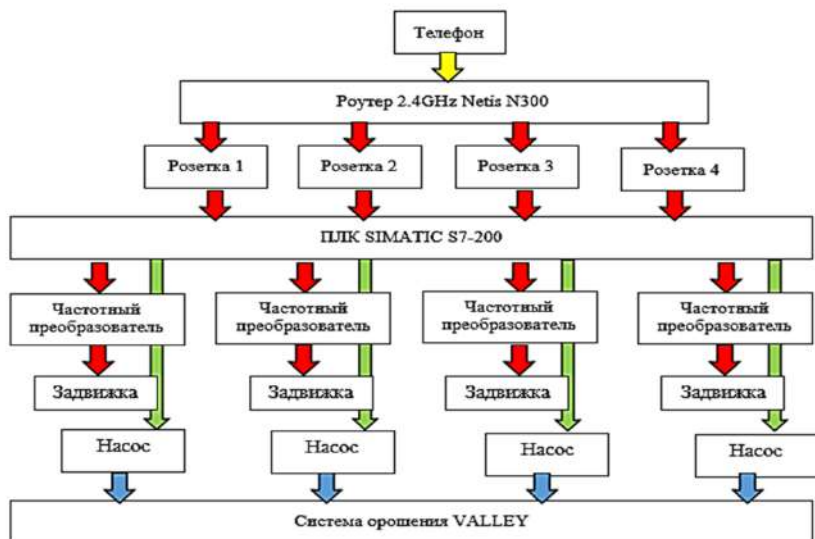 Телефон
Роутер 2.4GHz Netis N300
Розетка 1
Розетка 2
Розетка 3
Розетка 4
ПЛК SIMATIC S7-200
Частотный
преобразователь
Частотный
преобразователь
Частотный
преобразователь
Частотный
преобразователь
Задвижка
Задвижка
Задвижка
Задвижка
Насос
Насос
Насос
Насос
Система орошения VALLEY